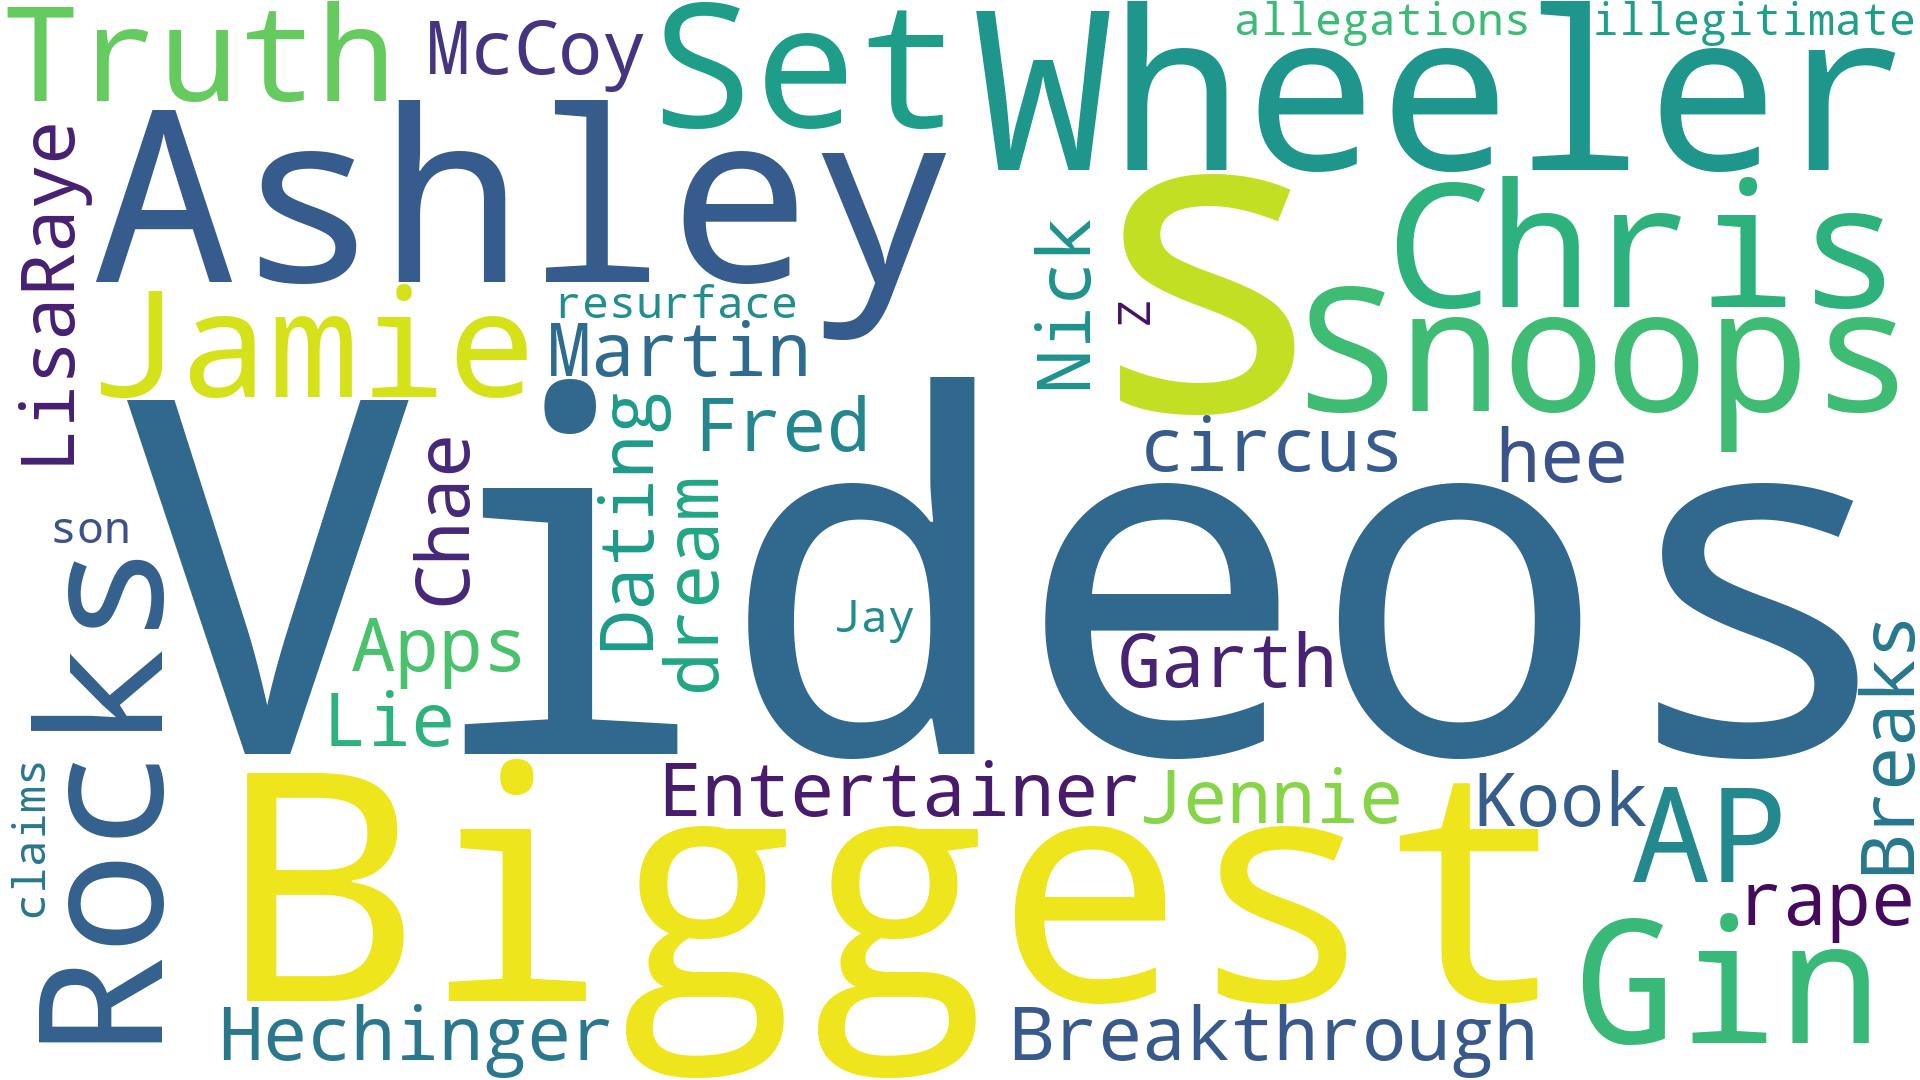 Truth
McCoy
Set
Wheeler
allegations
illegitimate
LisaRaye
Ashley
Nick
z
s
Chris
Jamie
resurface
Martin
Snoops
Videos
Chae
Dating
Fred
dream
circus
hee
son
Rocks
Apps
Lie
Jay
Garth
Breaks
claims
Biggest
Entertainer
Jennie
Kook
AP
rape
Gin
Hechinger
Breakthrough